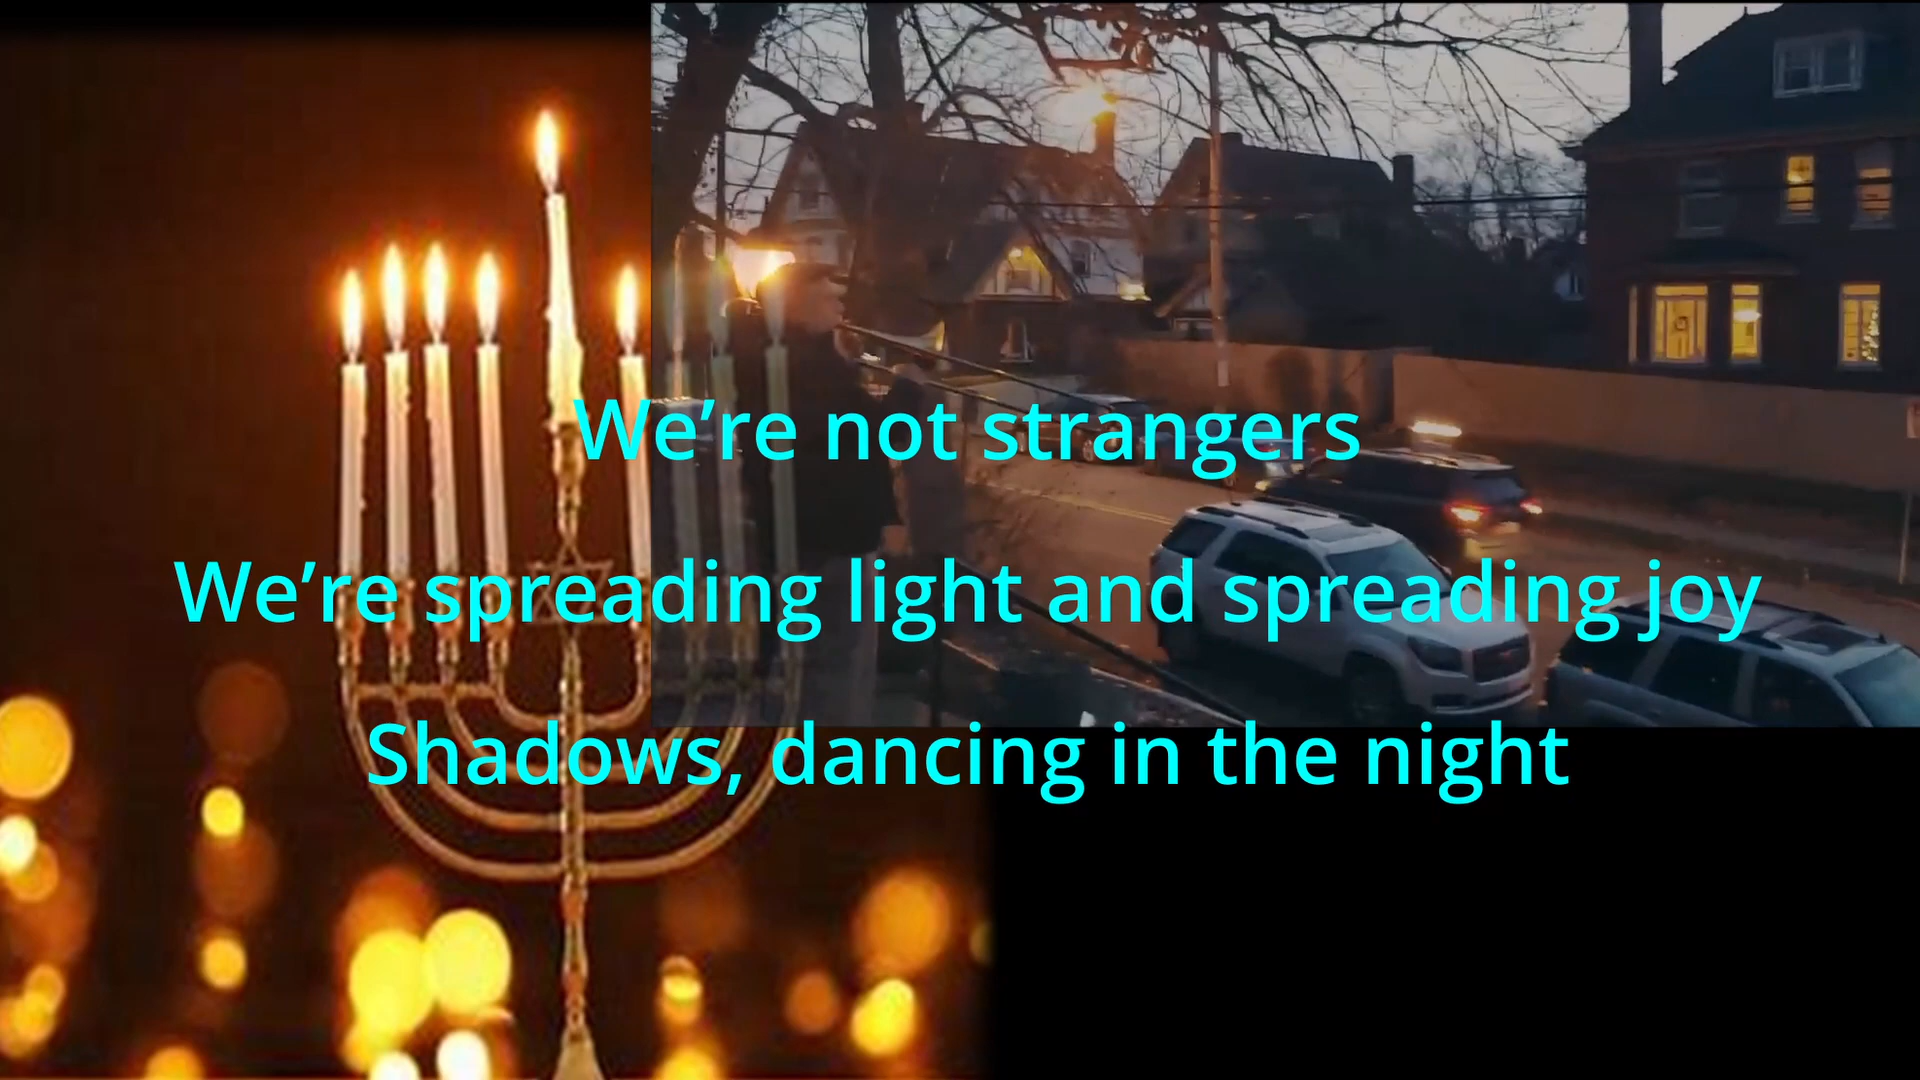 We’re not strangers
We’re spreading light and spreading joy
Shadows, dancing in the night